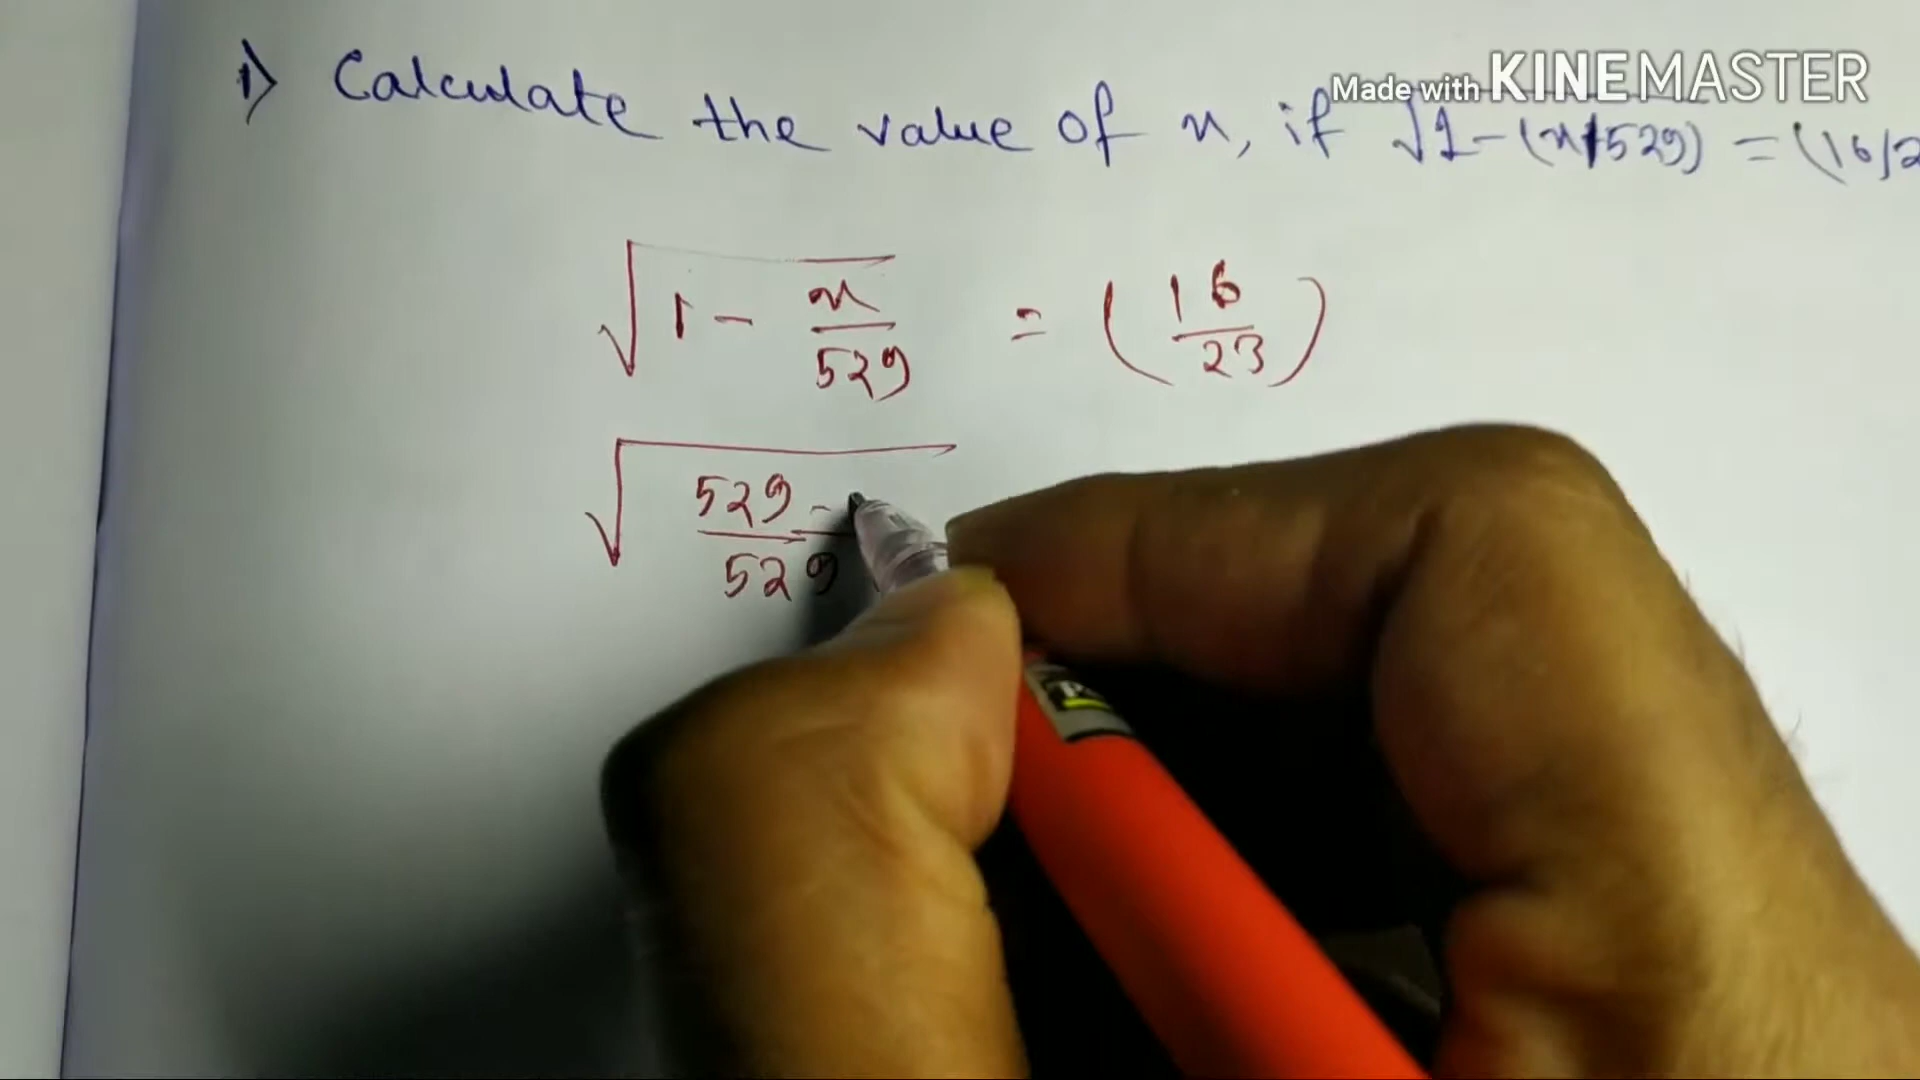 Made with KINEMASTER
1) Calculate the value of x, if √1-(x/529) = (16/2
√1 - x/529 = (16/23)
√529 - / 529